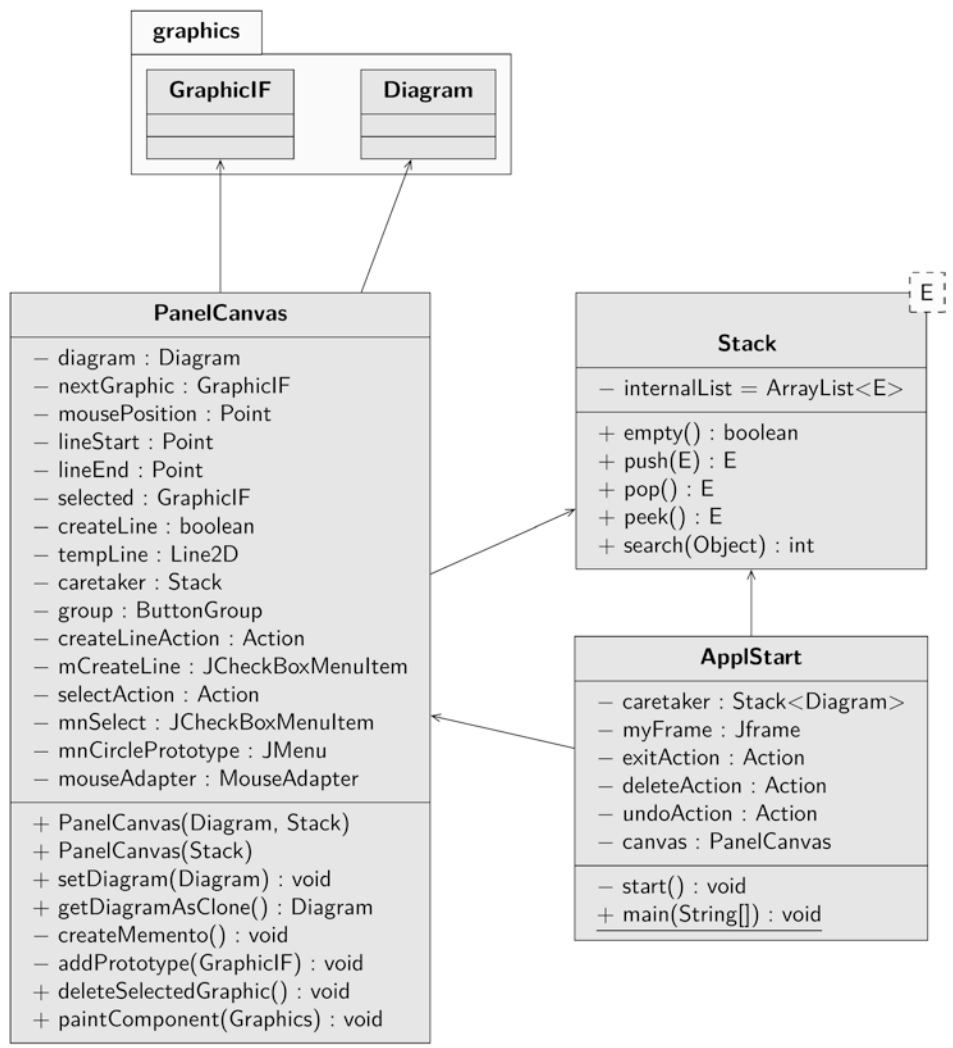 graphics
GraphicIF
Diagram
PanelCanvas
− diagram : Diagram
− nextGraphic : GraphicIF
− mousePosition : Point
− lineStart : Point
− lineEnd : Point
− selected : GraphicIF
− createLine : boolean
− tempLine : Line2D
− caretaker : Stack
− group : ButtonGroup
− createLineAction : Action
− mCreateLine : JCheckBoxMenuItem
− selectAction : Action
− mnSelect : JCheckBoxMenuItem
− mnCirclePrototype : JMenu
− mouseAdapter : MouseAdapter
+ PanelCanvas(Diagram, Stack)
+ PanelCanvas(Stack)
+ setDiagram(Diagram) : void
+ getDiagramAsClone() : Diagram
− createMemento() : void
− addPrototype(GraphicIF) : void
+ deleteSelectedGraphic() : void
+ paintComponent(Graphics) : void
E
Stack
− internalList = ArrayList<E>
+ empty() : boolean
+ push(E) : E
+ pop() : E
+ peek() : E
+ search(Object) : int
ApplStart
− caretaker : Stack<Diagram>
− myFrame : Jframe
− exitAction : Action
− deleteAction : Action
− undoAction : Action
− canvas : PanelCanvas
− start() : void
+ main(String[]) : void